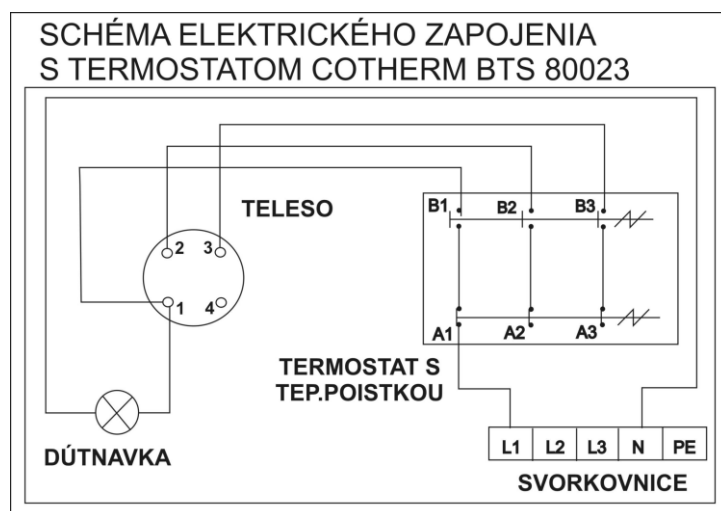 SCHÉMA ELEKTRICKÉHO ZAPOJENIA
S TERMOSTATOM COTHERM BTS 80023
B1 B2 B3
TELESO
2 3
1 4
A1 A2 A3
TERMOSTAT S
TEP.POISTKOU
L1 L2 L3 N PE
DÚTNAVKA
SVORKOVNICE